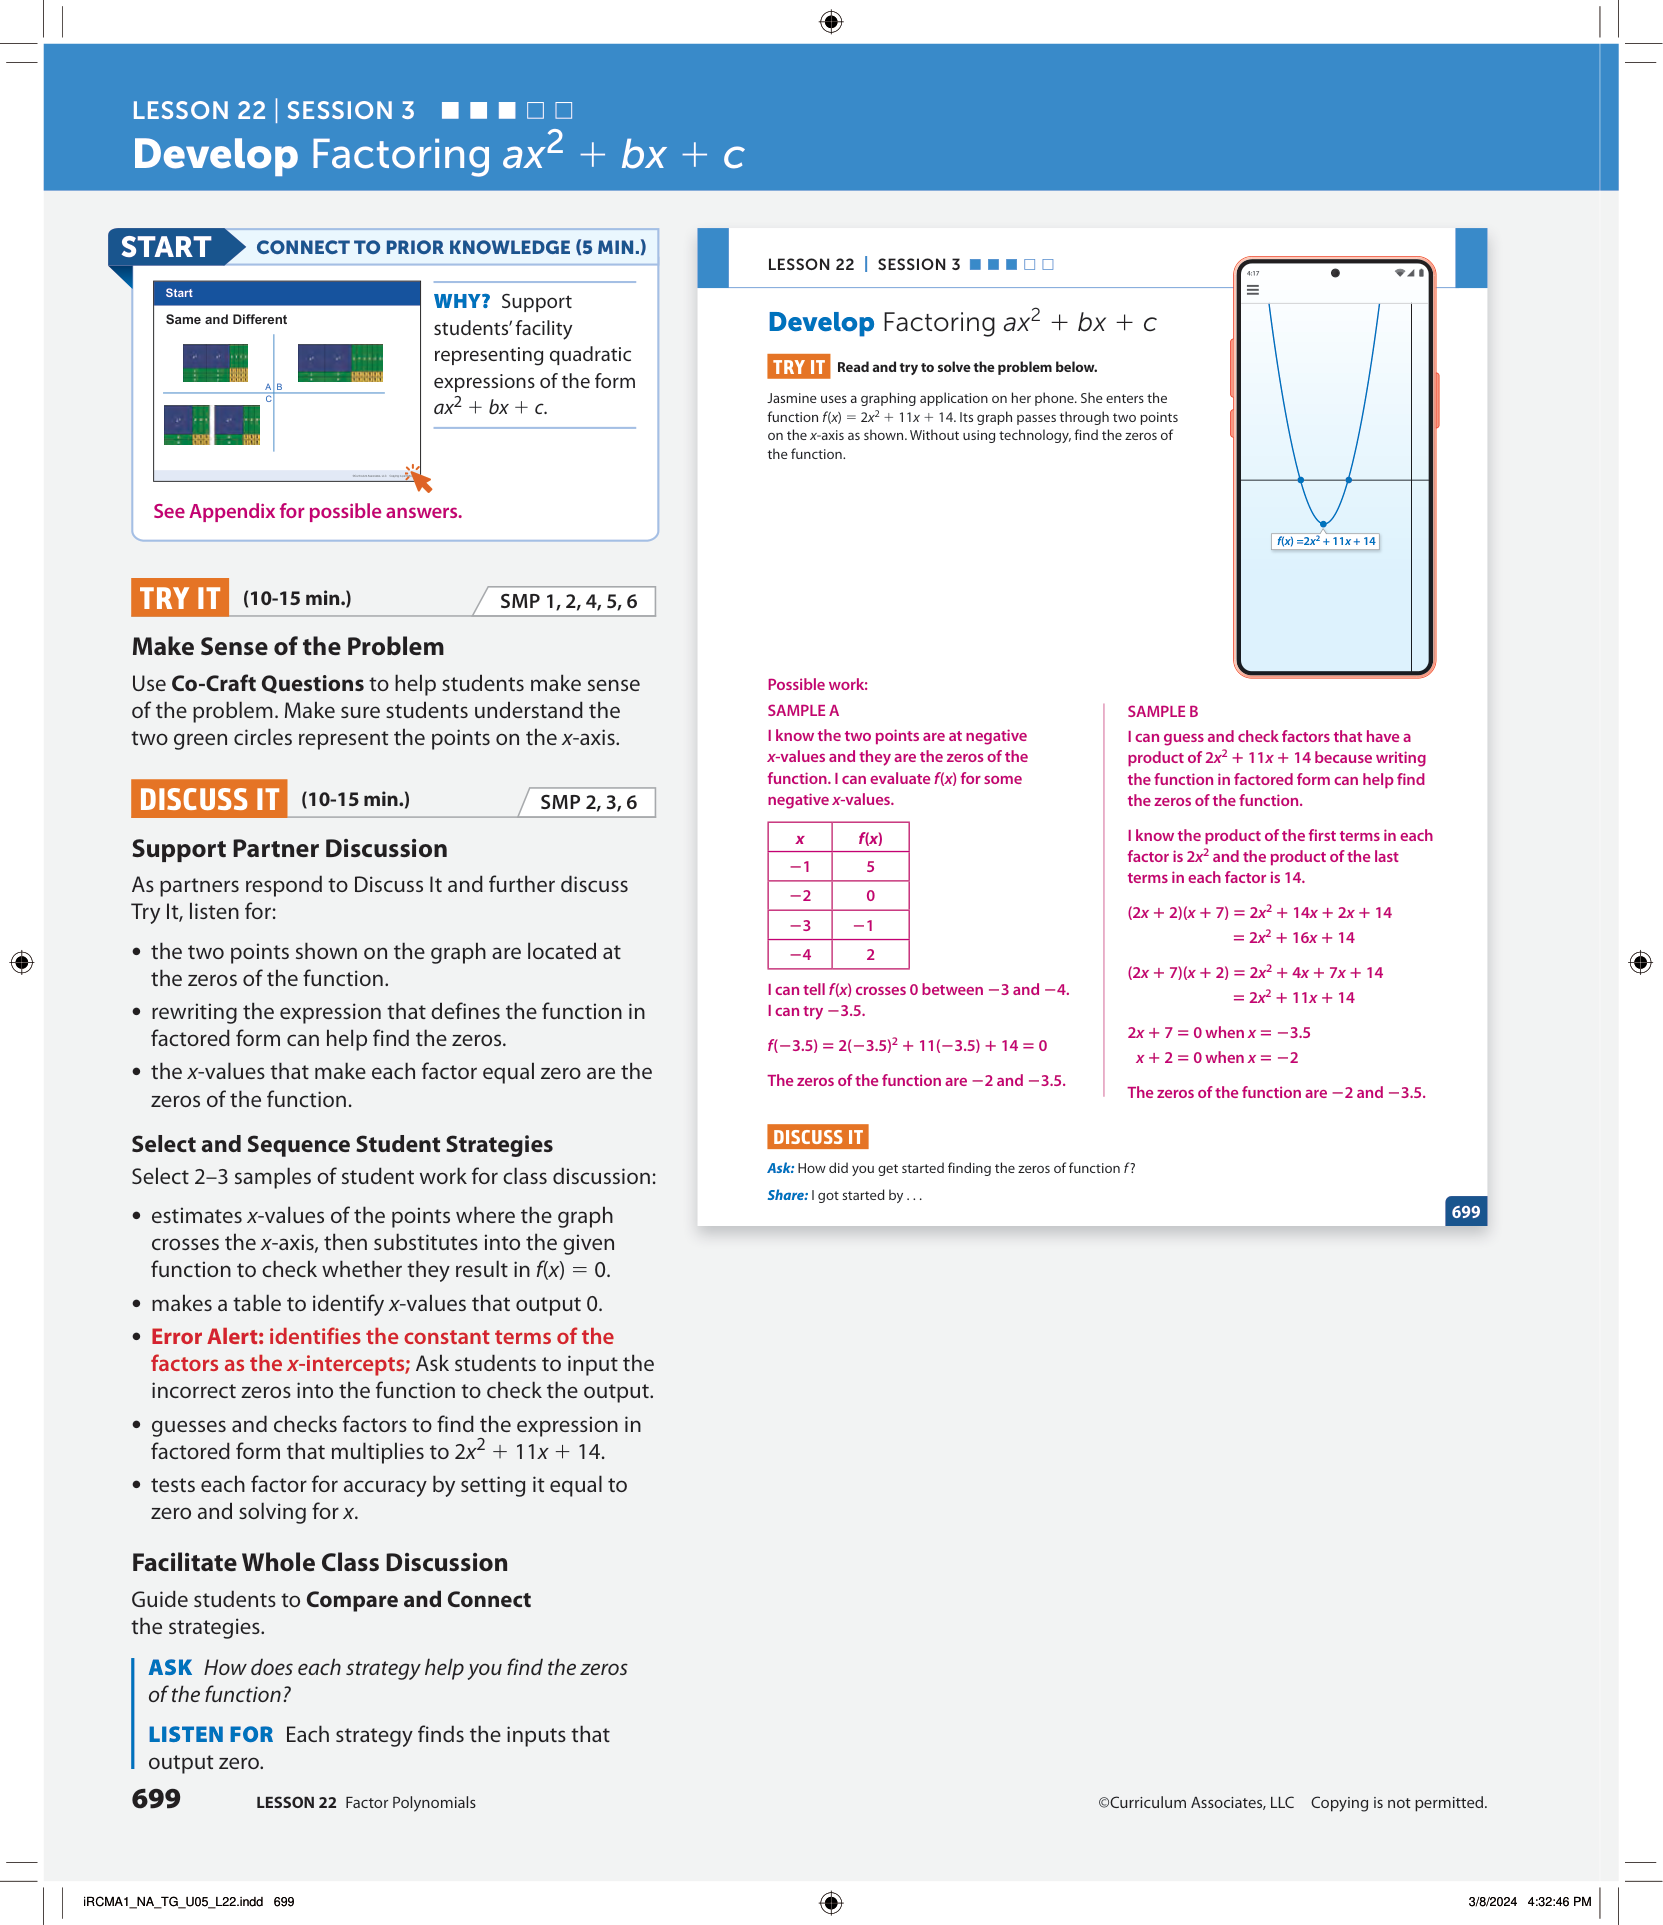 LESSON 22 | SESSION 3
Develop Factoring ax² + bx + c
START CONNECT TO PRIOR KNOWLEDGE (5 MIN.)
Start
Same and Different
A B
C
WHY? Support
students’ facility
representing quadratic
expressions of the form
ax² + bx + c.
See Appendix for possible answers.
TRY IT (10-15 min.) SMP 1, 2, 4, 5, 6
Make Sense of the Problem
Use Co-Craft Questions to help students make sense
of the problem. Make sure students understand the
two green circles represent the points on the x-axis.
DISCUSS IT (10-15 min.) SMP 2, 3, 6
Support Partner Discussion
As partners respond to Discuss It and further discuss
Try It, listen for:
• the two points shown on the graph are located at
the zeros of the function.
• rewriting the expression that defines the function in
factored form can help find the zeros.
• the x-values that make each factor equal zero are the
zeros of the function.
Select and Sequence Student Strategies
Select 2–3 samples of student work for class discussion:
• estimates x-values of the points where the graph
crosses the x-axis, then substitutes into the given
function to check whether they result in f(x) = 0.
• makes a table to identify x-values that output 0.
• Error Alert: identifies the constant terms of the
factors as the x-intercepts; Ask students to input the
incorrect zeros into the function to check the output.
• guesses and checks factors to find the expression in
factored form that multiplies to 2x² + 11x + 14.
• tests each factor for accuracy by setting it equal to
zero and solving for x.
Facilitate Whole Class Discussion
Guide students to Compare and Connect
the strategies.
ASK How does each strategy help you find the zeros
of the function?
LISTEN FOR Each strategy finds the inputs that
output zero.
LESSON 22 | SESSION 3
Develop Factoring ax² + bx + c
TRY IT Read and try to solve the problem below.
Jasmine uses a graphing application on her phone. She enters the
function f(x) = 2x² + 11x + 14. Its graph passes through two points
on the x-axis as shown. Without using technology, find the zeros of
the function.
4:17
f(x) =2x² + 11x + 14
Possible work:
SAMPLE A
I know the two points are at negative
x-values and they are the zeros of the
function. I can evaluate f(x) for some
negative x-values.
x f(x)
−1 5
−2 0
−3 −1
−4 2
I can tell f(x) crosses 0 between −3 and −4.
I can try −3.5.
f(−3.5) = 2(−3.5)² + 11(−3.5) + 14 = 0
The zeros of the function are −2 and −3.5.
SAMPLE B
I can guess and check factors that have a
product of 2x² + 11x + 14 because writing
the function in factored form can help find
the zeros of the function.
I know the product of the first terms in each
factor is 2x² and the product of the last
terms in each factor is 14.
(2x + 2)(x + 7) = 2x² + 14x + 2x + 14
= 2x² + 16x + 14
(2x + 7)(x + 2) = 2x² + 4x + 7x + 14
= 2x² + 11x + 14
2x + 7 = 0 when x = −3.5
x + 2 = 0 when x = −2
The zeros of the function are −2 and −3.5.
DISCUSS IT
Ask: How did you get started finding the zeros of function f?
Share: I got started by . . .
699
699 LESSON 22 Factor Polynomials ©Curriculum Associates, LLC Copying is not permitted.
iRCMA1_NA_TG_U05_L22.indd 699 3/8/2024 4:32:46 PM